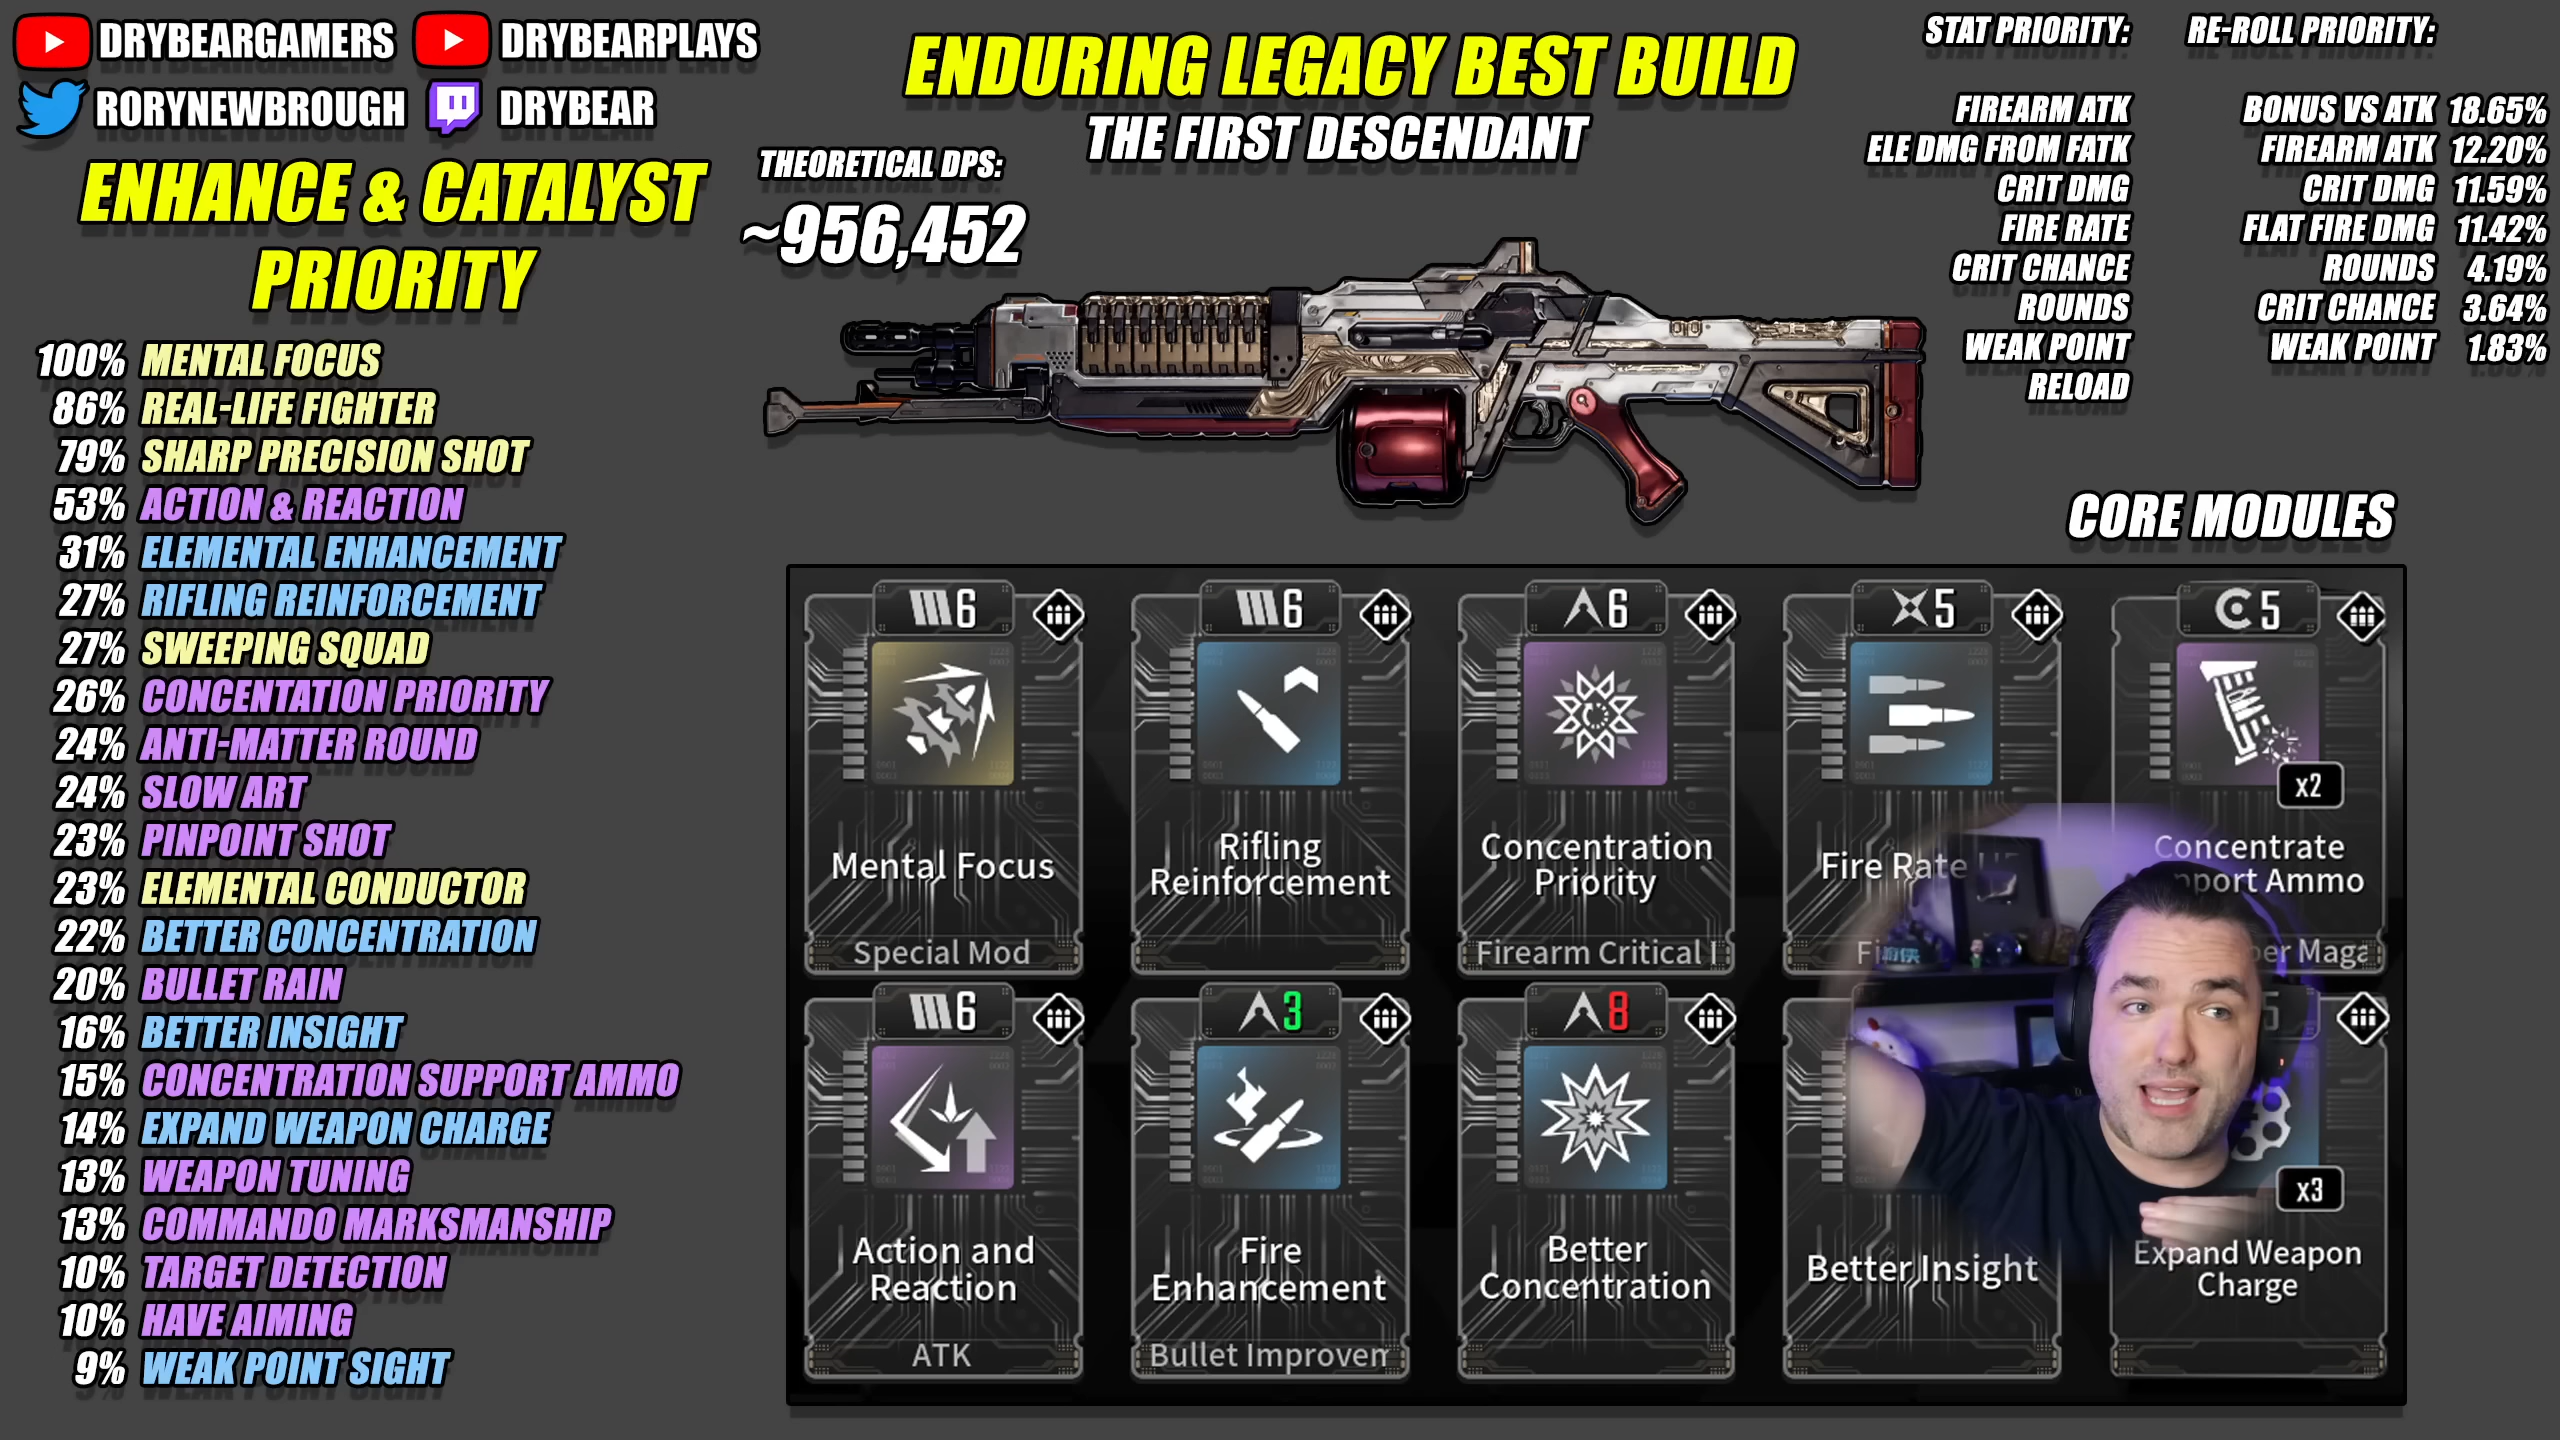 DRYBEARGAMERS
DRYBEARPLAYS
RORYNEWBROUGH
DRYBEAR
ENHANCE & CATALYST
PRIORITY
100% MENTAL FOCUS
86% REAL-LIFE FIGHTER
79% SHARP PRECISION SHOT
53% ACTION & REACTION
31% ELEMENTAL ENHANCEMENT
27% RIFLING REINFORCEMENT
27% SWEEPING SQUAD
26% CONCENTATION PRIORITY
24% ANTI-MATTER ROUND
24% SLOW ART
23% PINPOINT SHOT
23% ELEMENTAL CONDUCTOR
22% BETTER CONCENTRATION
20% BULLET RAIN
16% BETTER INSIGHT
15% CONCENTRATION SUPPORT AMMO
14% EXPAND WEAPON CHARGE
13% WEAPON TUNING
13% COMMANDO MARKSMANSHIP
10% TARGET DETECTION
10% HAVE AIMING
9% WEAK POINT SIGHT
ENDURING LEGACY BEST BUILD
THE FIRST DESCENDANT
THEORETICAL DPS:
~956,452
STAT PRIORITY:
FIREARM ATK
ELE DMG FROM FATK
CRIT DMG
FIRE RATE
CRIT CHANCE
ROUNDS
WEAK POINT
RELOAD
RE-ROLL PRIORITY:
BONUS VS ATK 18.65%
FIREARM ATK 12.20%
CRIT DMG 11.59%
FLAT FIRE DMG 11.42%
ROUNDS 4.19%
CRIT CHANCE 3.64%
WEAK POINT 1.83%
CORE MODULES
6
Mental Focus
Special Mod
6
Rifling
Reinforcement
6
Concentration
Priority
Firearm Critical
5
Fire Rate
5
x2
Concentrate
pport Ammo
er Maga
6
Action and
Reaction
ATK
3
Fire
Enhancement
Bullet Improvem
8
Better
Concentration
Better Insight
5
x3
Expand Weapon
Charge